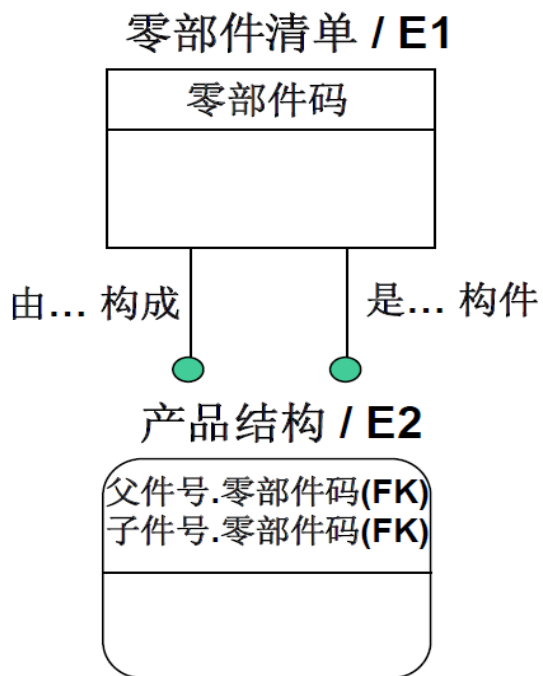 零部件清单 / E1
零部件码
由... 构成
是... 构件
产品结构 / E2
父件号.零部件码(FK)
子件号.零部件码(FK)